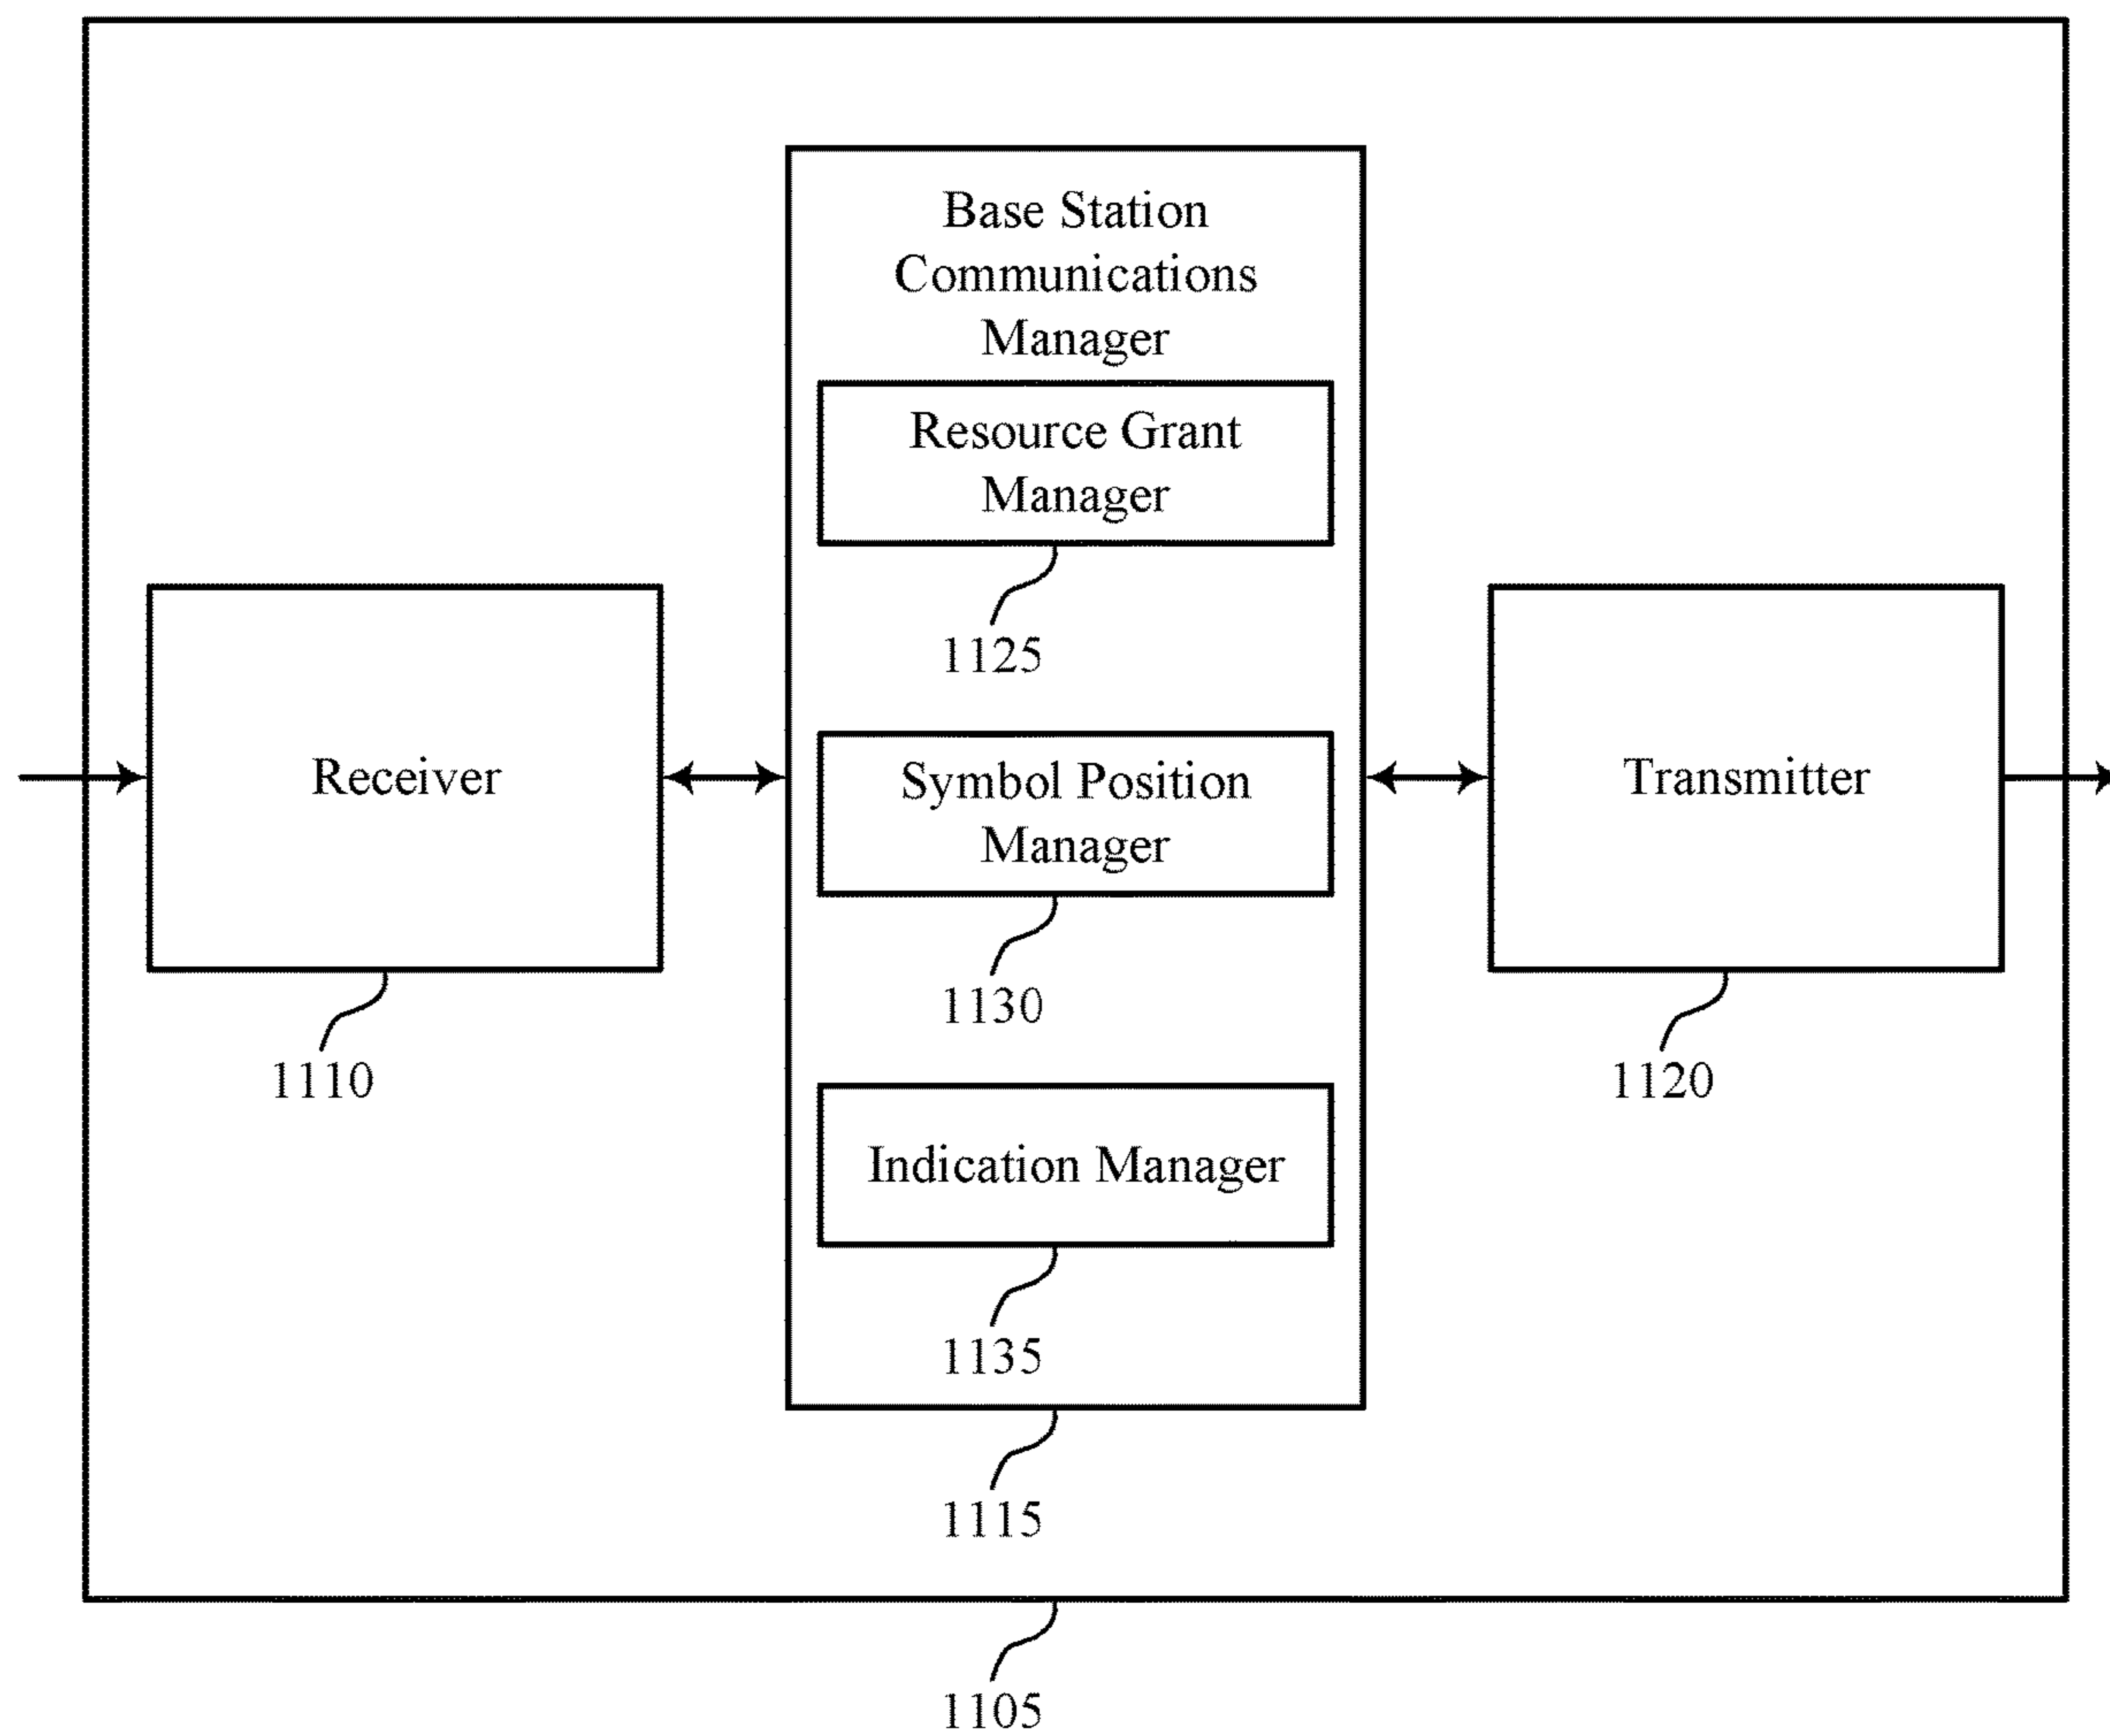 Base Station
Communications
Manager
Resource Grant
Manager
1125
Receiver
Symbol Position
Manager
Transmitter
1130
1110
1120
Indication Manager
1135
1115
1105